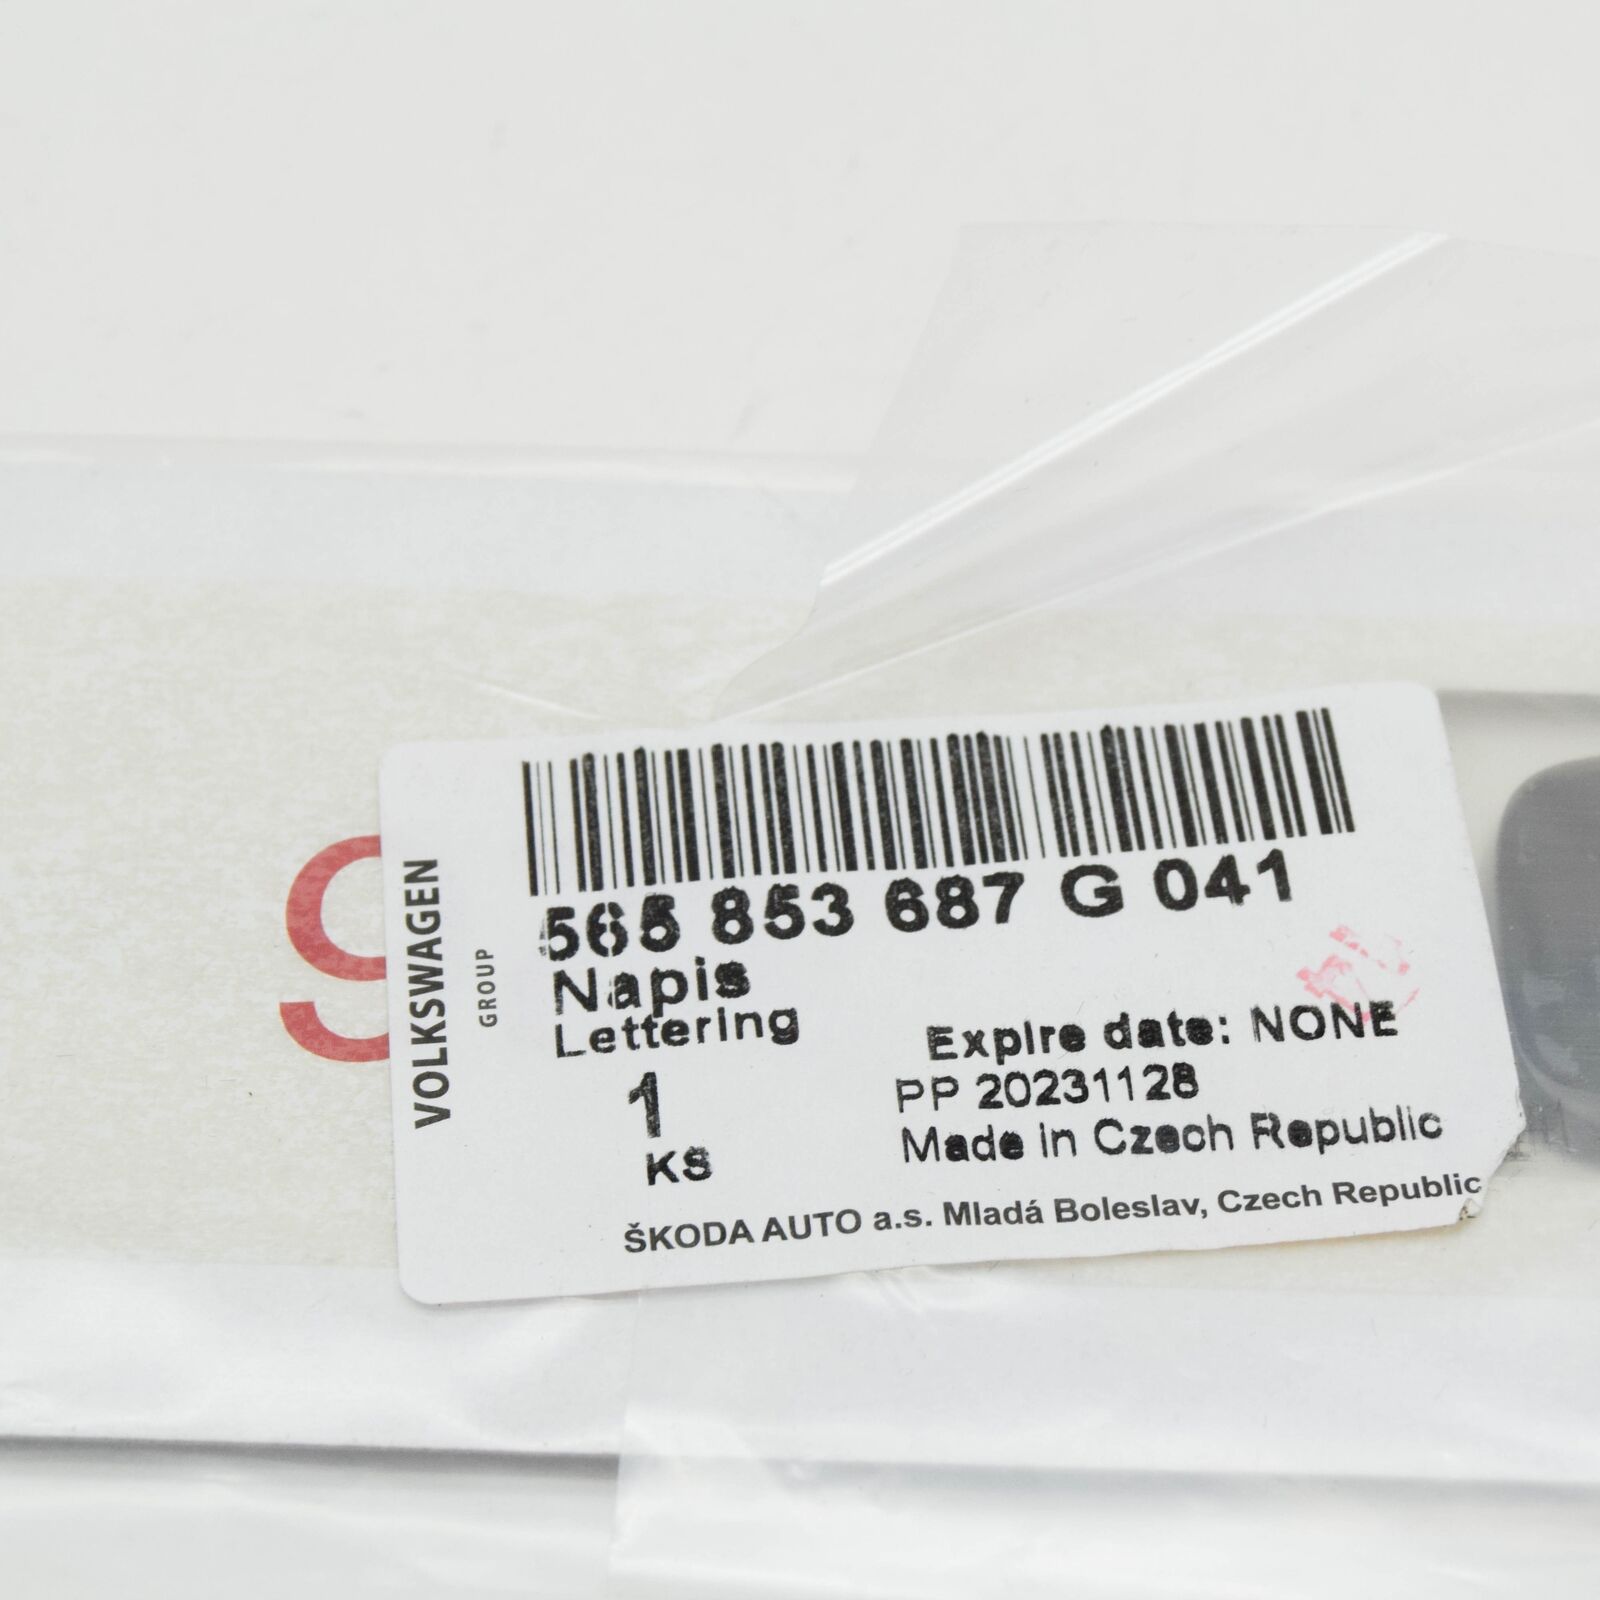 VOLKSWAGEN
GROUP
565 853 687 G 041
Napis
Lettering
1
KS
Expire date: NONE
PP 20231128
Made in Czech Republic
ŠKODA AUTO a.s. Mladá Boleslav, Czech Republic